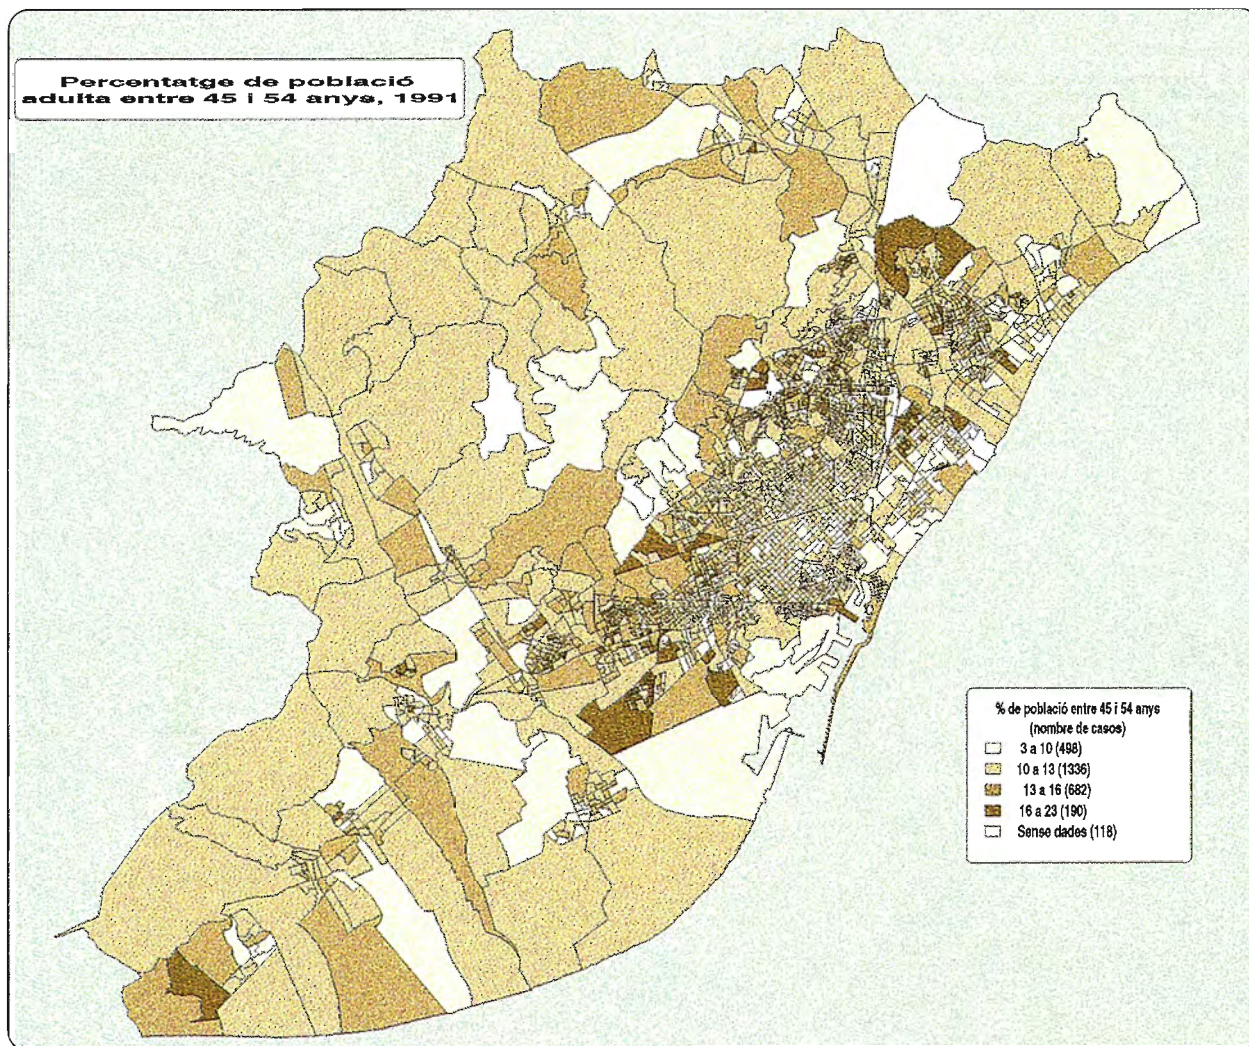 Percentatge de població
adulta entre 45 i 54 anys, 1991
% de població entre 45 i 54 anys
(nombre de casos)
3 a 10 (498)
10 a 13 (1336)
13 a 16 (682)
16 a 23 (190)
Sense dades (118)